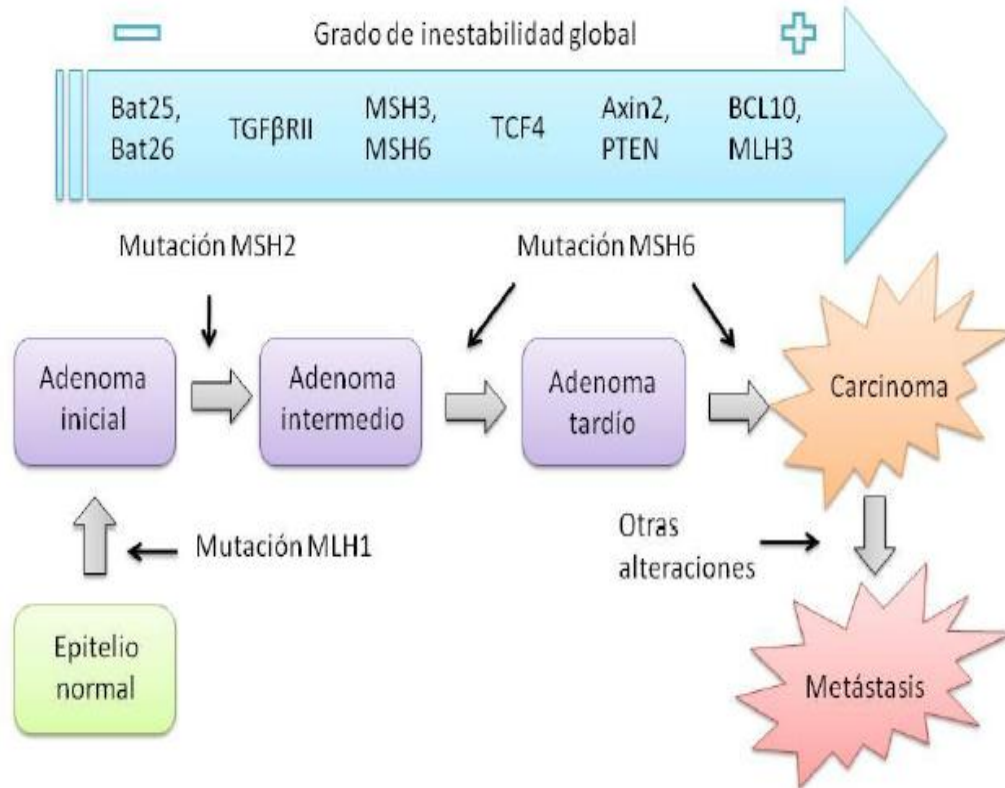 Grado de inestabilidad global
Bat25,
Bat26
TGFβRII
MSH3,
MSH6
TCF4
Axin2,
PTEN
BCL10,
MLH3
Mutación MSH2
Mutación MSH6
Adenoma
inicial
Adenoma
intermedio
Adenoma
tardío
Carcinoma
Mutación MLH1
Otras
alteraciones
Epitelio
normal
Metástasis